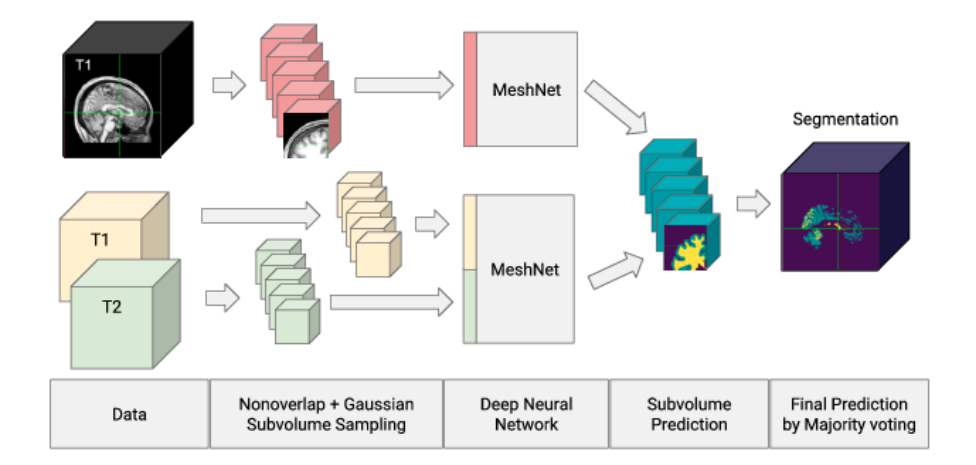 T1
MeshNet
Segmentation
T1
T2
MeshNet
Data
Nonoverlap + Gaussian
Subvolume Sampling
Deep Neural
Network
Subvolume
Prediction
Final Prediction
by Majority voting